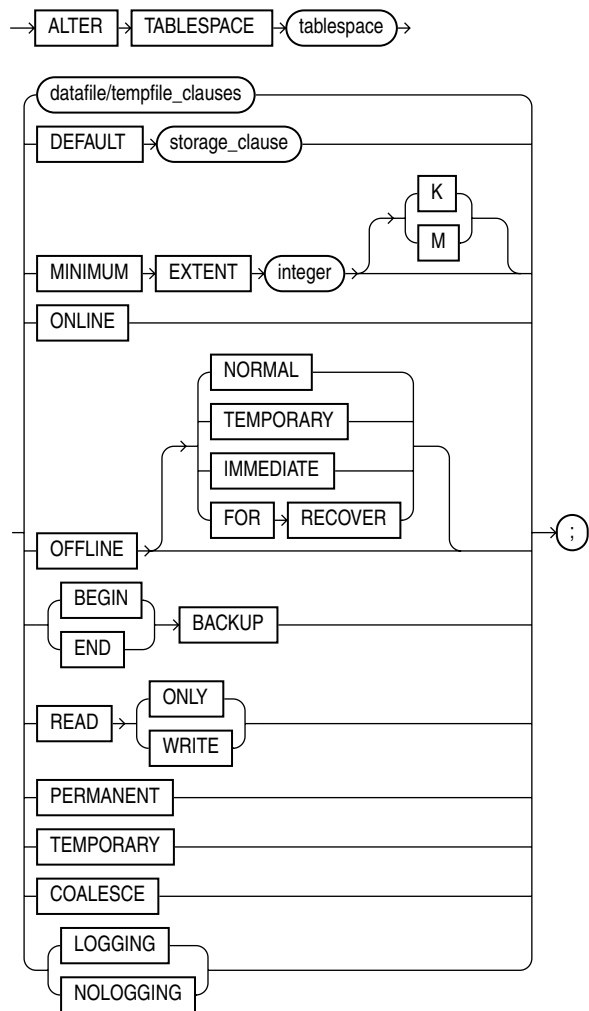 ALTER TABLESPACE tablespace
datafile/tempfile_clauses
DEFAULT storage_clause
K
M
MINIMUM EXTENT integer
ONLINE
NORMAL
TEMPORARY
IMMEDIATE
FOR RECOVER
OFFLINE
;
BEGIN
END
BACKUP
READ
ONLY
WRITE
PERMANENT
TEMPORARY
COALESCE
LOGGING
NOLOGGING